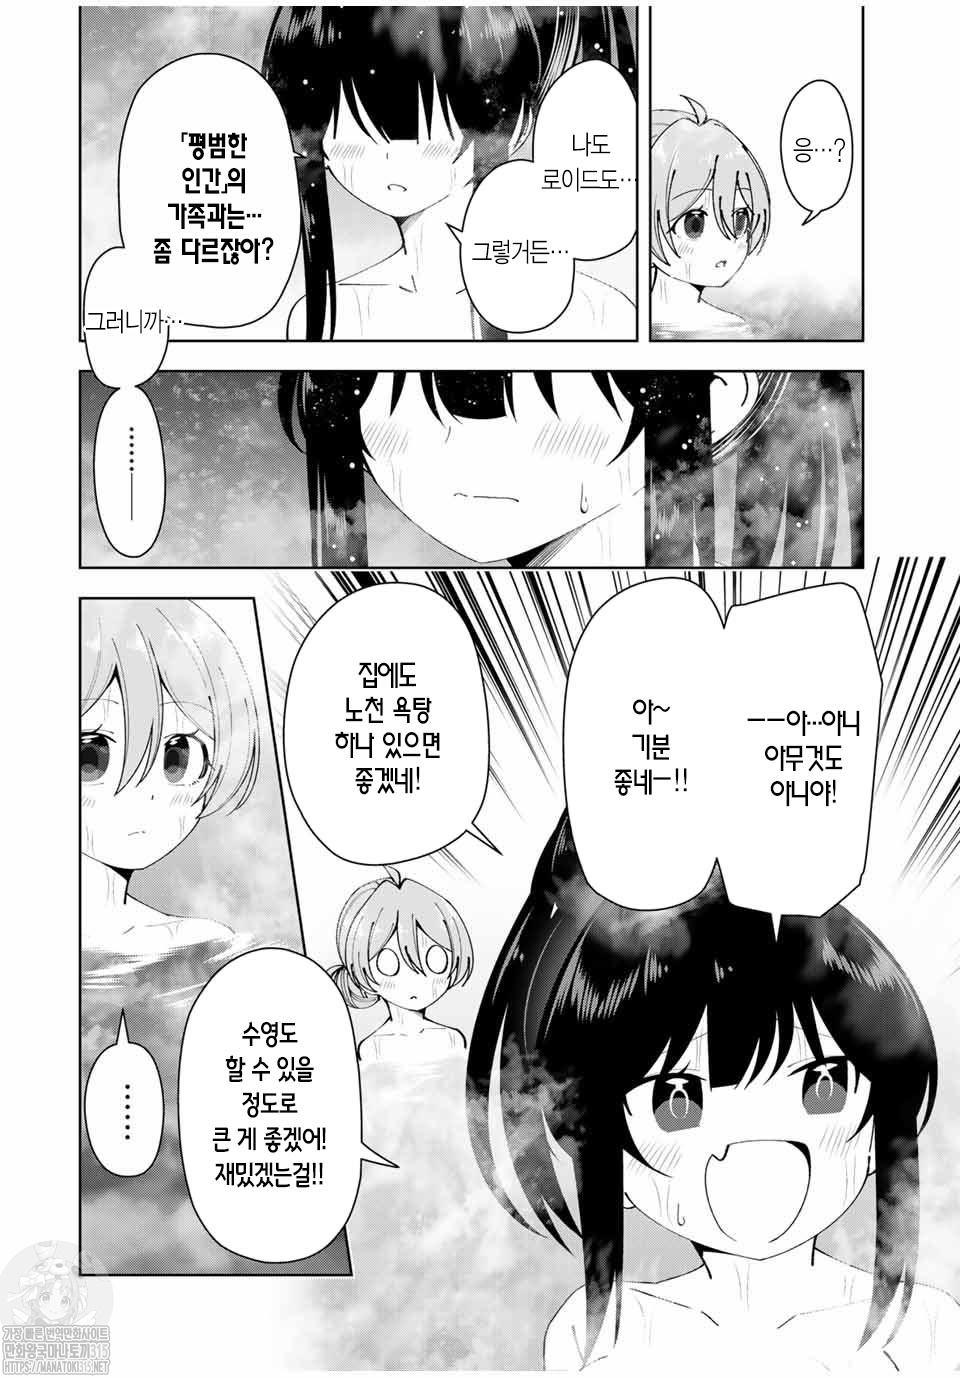 응…?
나도
로이드도…
그렇거든…
「평범한
인간」의
가족과는…
좀 다르잖아?
그러니까…
……──
──아…아니
아무것도
아니야!
아~
기분
좋네─!!
집에도
노천 욕탕
하나 있으면
좋겠네!
수영도
할 수 있을
정도로
큰 게 좋겠어!
재밌겠는걸!!
……
가장 빠른 번역만화사이트
만화왕국마나토끼315
HTTPS://MANATOKI315.NET